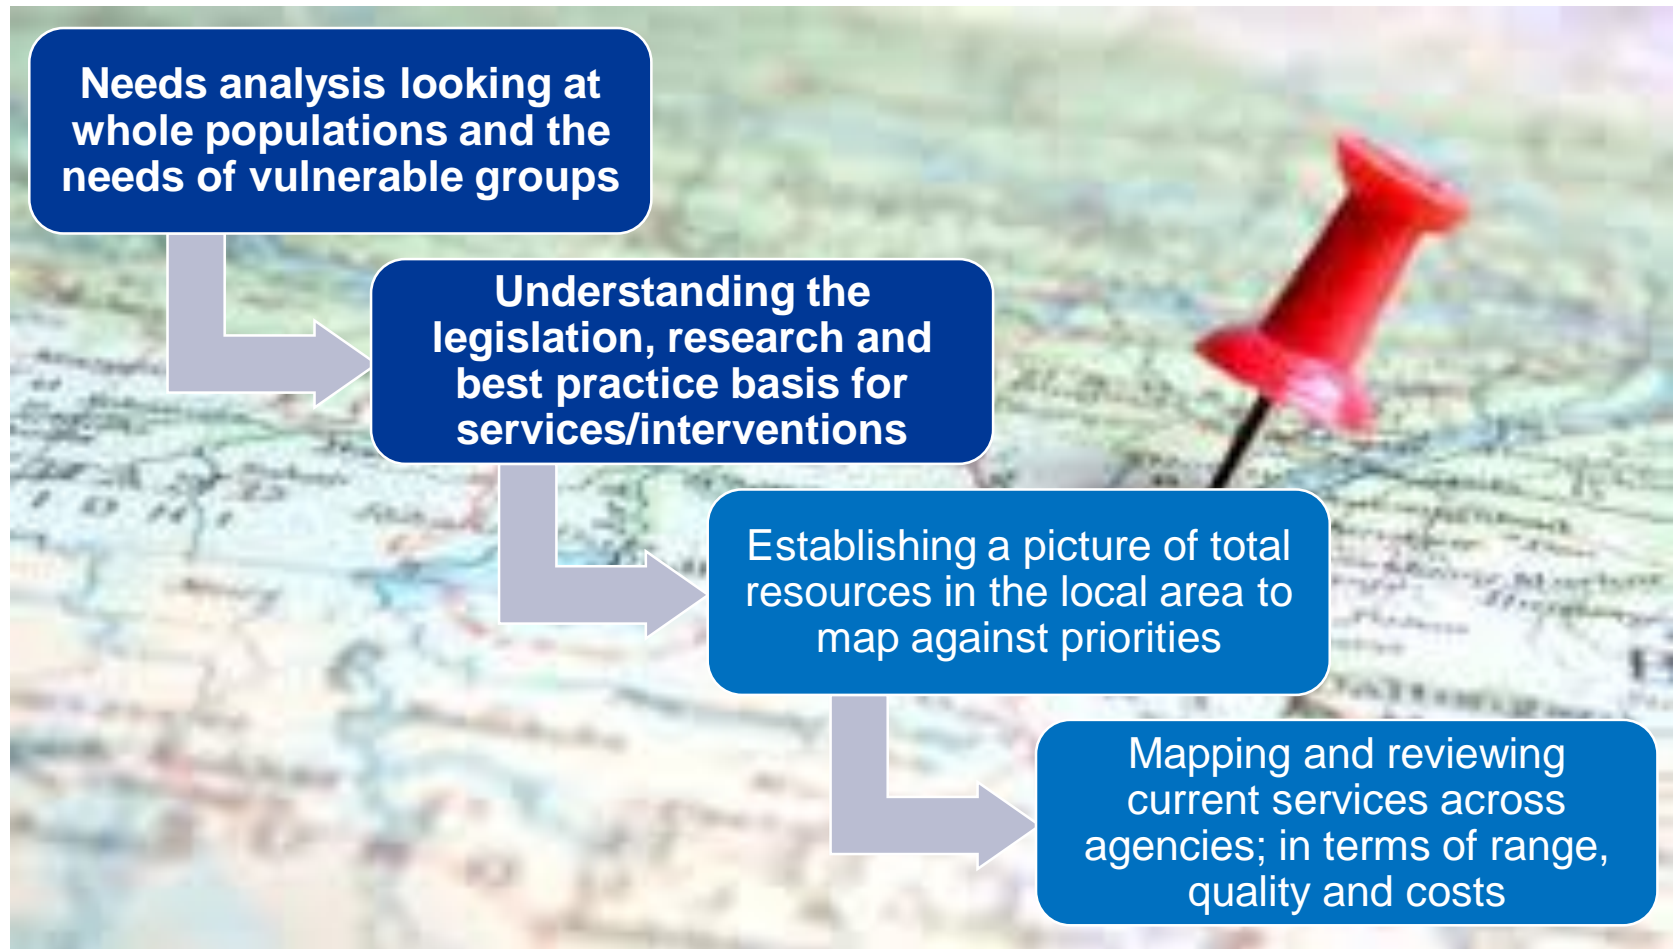 Needs analysis looking at
whole populations and the
needs of vulnerable groups
Understanding the
legislation, research and
best practice basis for
services/interventions
Establishing a picture of total
resources in the local area to
map against priorities
Mapping and reviewing
current services across
agencies; in terms of range,
quality and costs